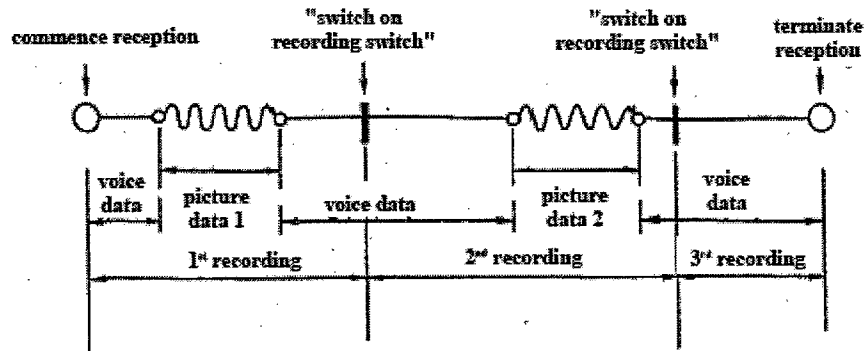 commence reception
"switch on
recording switch"
"switch on
recording switch"
terminate
reception
voice
data
picture
data 1
voice data
picture
data 2
voice
data
1st recording
2nd recording
3rd recording